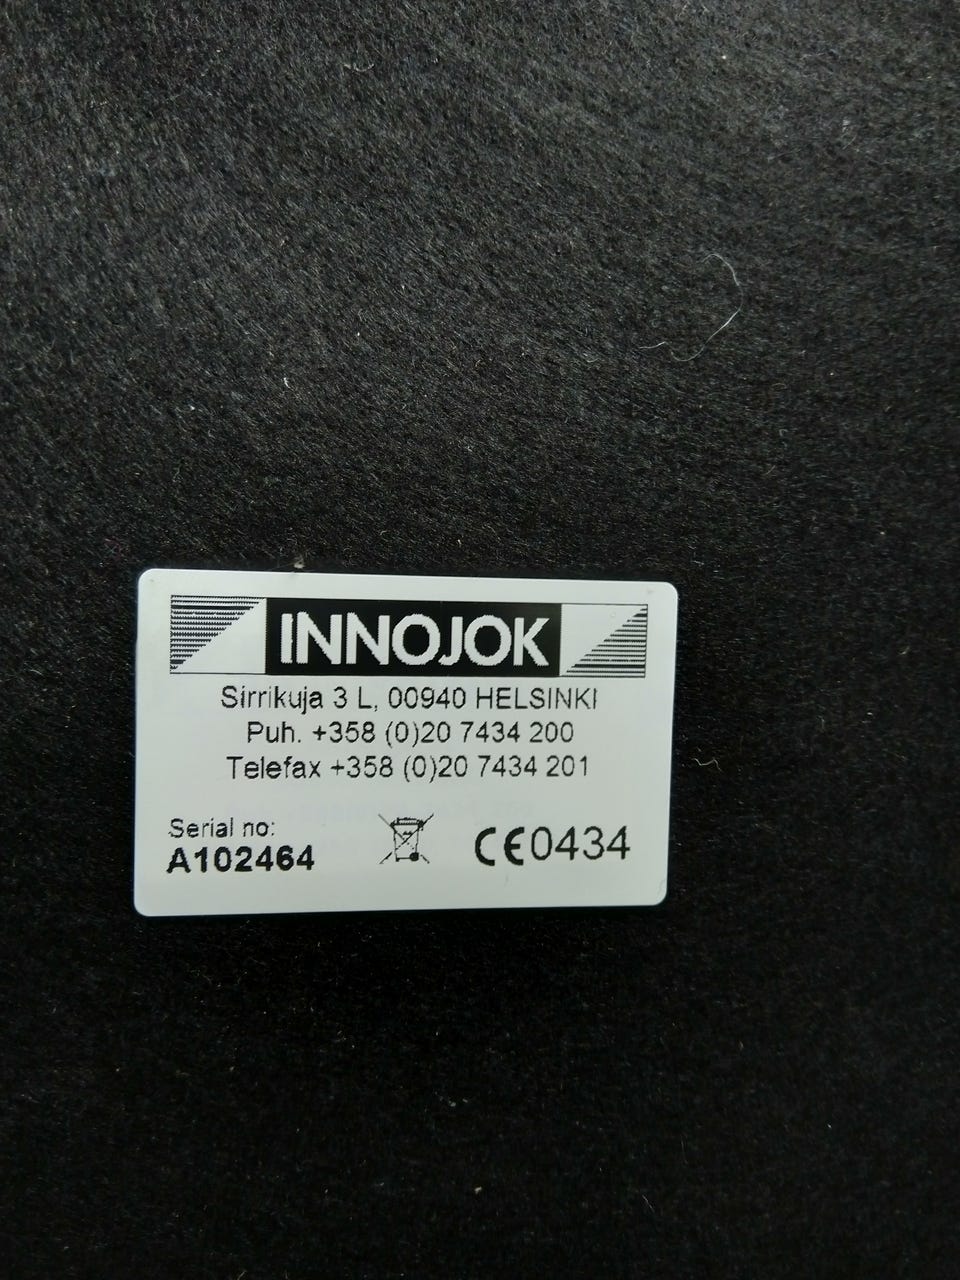 INNOJOK
Sirrikuja 3 L, 00940 HELSINKI
Puh. +358 (0)20 7434 200
Telefax +358 (0)20 7434 201
Serial no:
A102464
CE0434